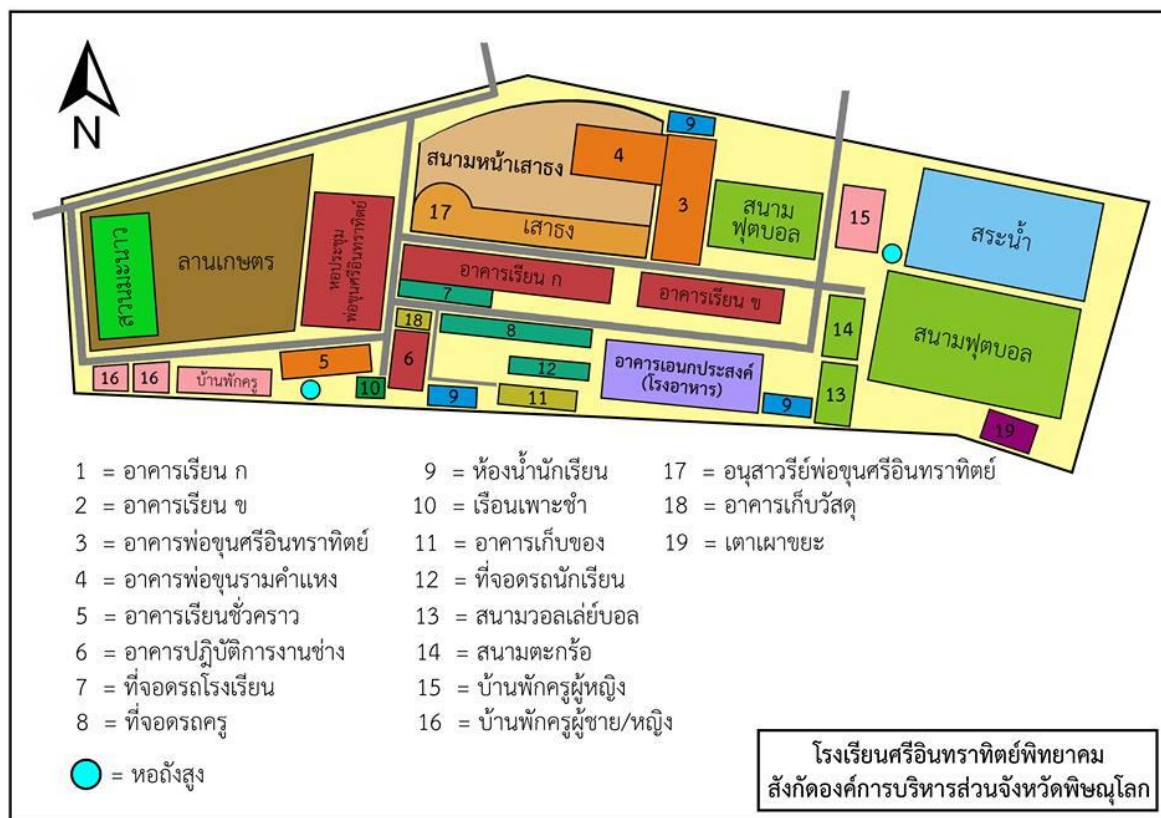 N
9
สนามหน้าเสาธง
4
17
เสาธง
3
สนาม
ฟุตบอล
15
สระน้ำ
สวนมะนาว
ลานเกษตร
หอประชุม
พ่อขุนศรีอินทราทิตย์
อาคารเรียน ก
7
อาคารเรียน ข
18
8
14
สนามฟุตบอล
5
6
12
อาคารเอนกประสงค์
(โรงอาหาร)
16
16
บ้านพักครู
10
9
11
9
13
19
1 = อาคารเรียน ก
2 = อาคารเรียน ข
3 = อาคารพ่อขุนศรีอินทราทิตย์
4 = อาคารพ่อขุนรามคำแหง
5 = อาคารเรียนชั่วคราว
6 = อาคารปฎิบัติการงานช่าง
7 = ที่จอดรถโรงเรียน
8 = ที่จอดรถครู
9 = ห้องน้ำนักเรียน
10 = เรือนเพาะชำ
11 = อาคารเก็บของ
12 = ที่จอดรถนักเรียน
13 = สนามวอลเล่ย์บอล
14 = สนามตะกร้อ
15 = บ้านพักครูผู้หญิง
16 = บ้านพักครูผู้ชาย/หญิง
17 = อนุสาวรีย์พ่อขุนศรีอินทราทิตย์
18 = อาคารเก็บวัสดุ
19 = เตาเผาขยะ
= หอถังสูง
โรงเรียนศรีอินทราทิตย์พิทยาคม
สังกัดองค์การบริหารส่วนจังหวัดพิษณุโลก